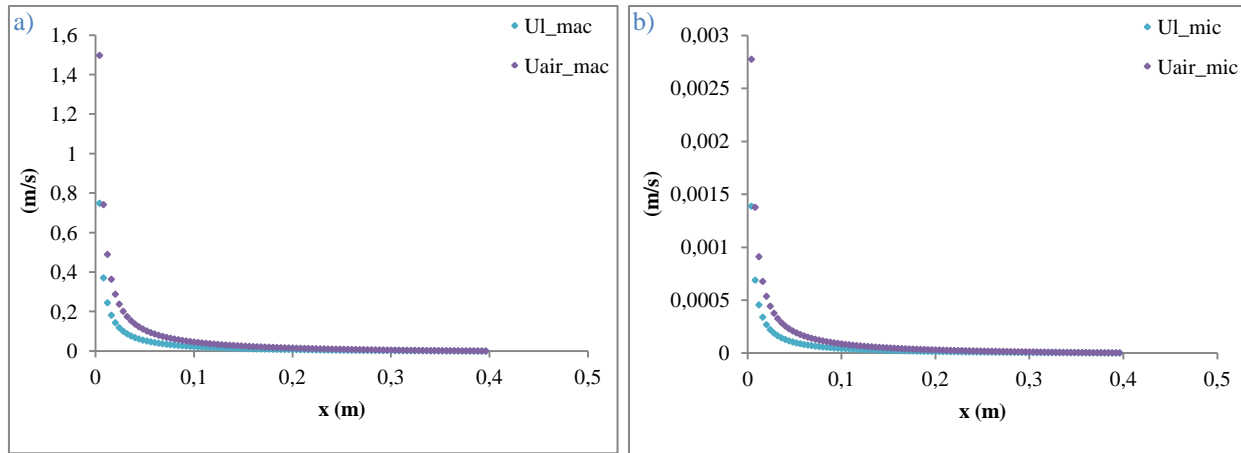 a)
Ul_mac
Uair_mac
1,6
1,4
1,2
1
0,8
0,6
0,4
0,2
0
(m/s)
0
0,1
0,2
0,3
0,4
0,5
x (m)
b)
Ul_mic
Uair_mic
0,003
0,0025
0,002
0,0015
0,001
0,0005
0
(m/s)
0
0,1
0,2
0,3
0,4
0,5
x (m)